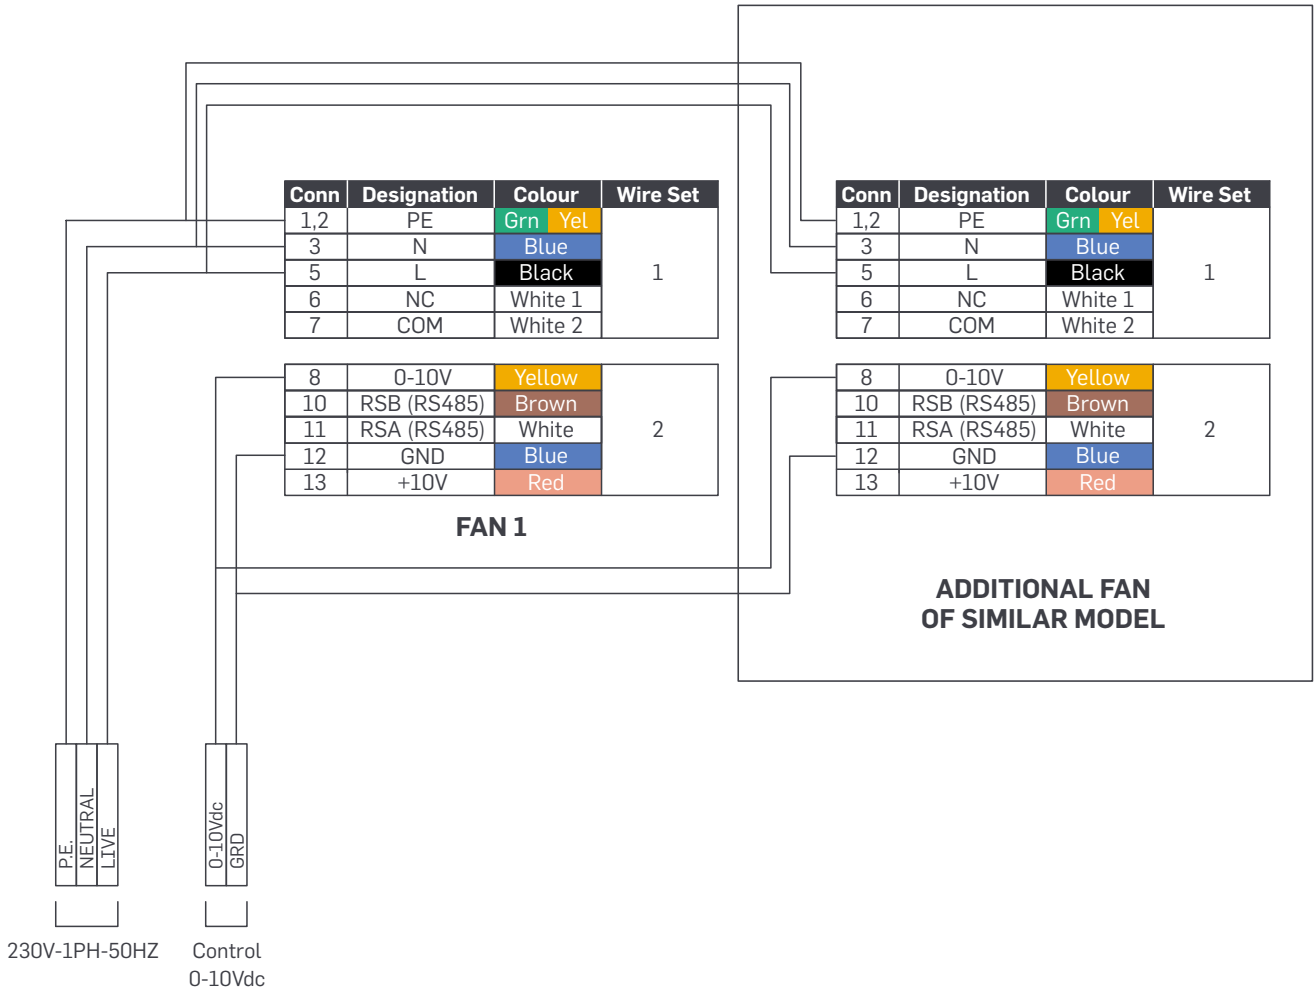 Conn Designation Colour Wire Set
1,2 PE Grn Yel
3 N Blue
5 L Black 1
6 NC White 1
7 COM White 2
8 0-10V Yellow
10 RSB (RS485) Brown
11 RSA (RS485) White 2
12 GND Blue
13 +10V Red
FAN 1
Conn Designation Colour Wire Set
1,2 PE Grn Yel
3 N Blue
5 L Black 1
6 NC White 1
7 COM White 2
8 0-10V Yellow
10 RSB (RS485) Brown
11 RSA (RS485) White 2
12 GND Blue
13 +10V Red
ADDITIONAL FAN
OF SIMILAR MODEL
P.E.
NEUTRAL
LIVE
0-10Vdc
GRD
230V-1PH-50HZ
Control
0-10Vdc